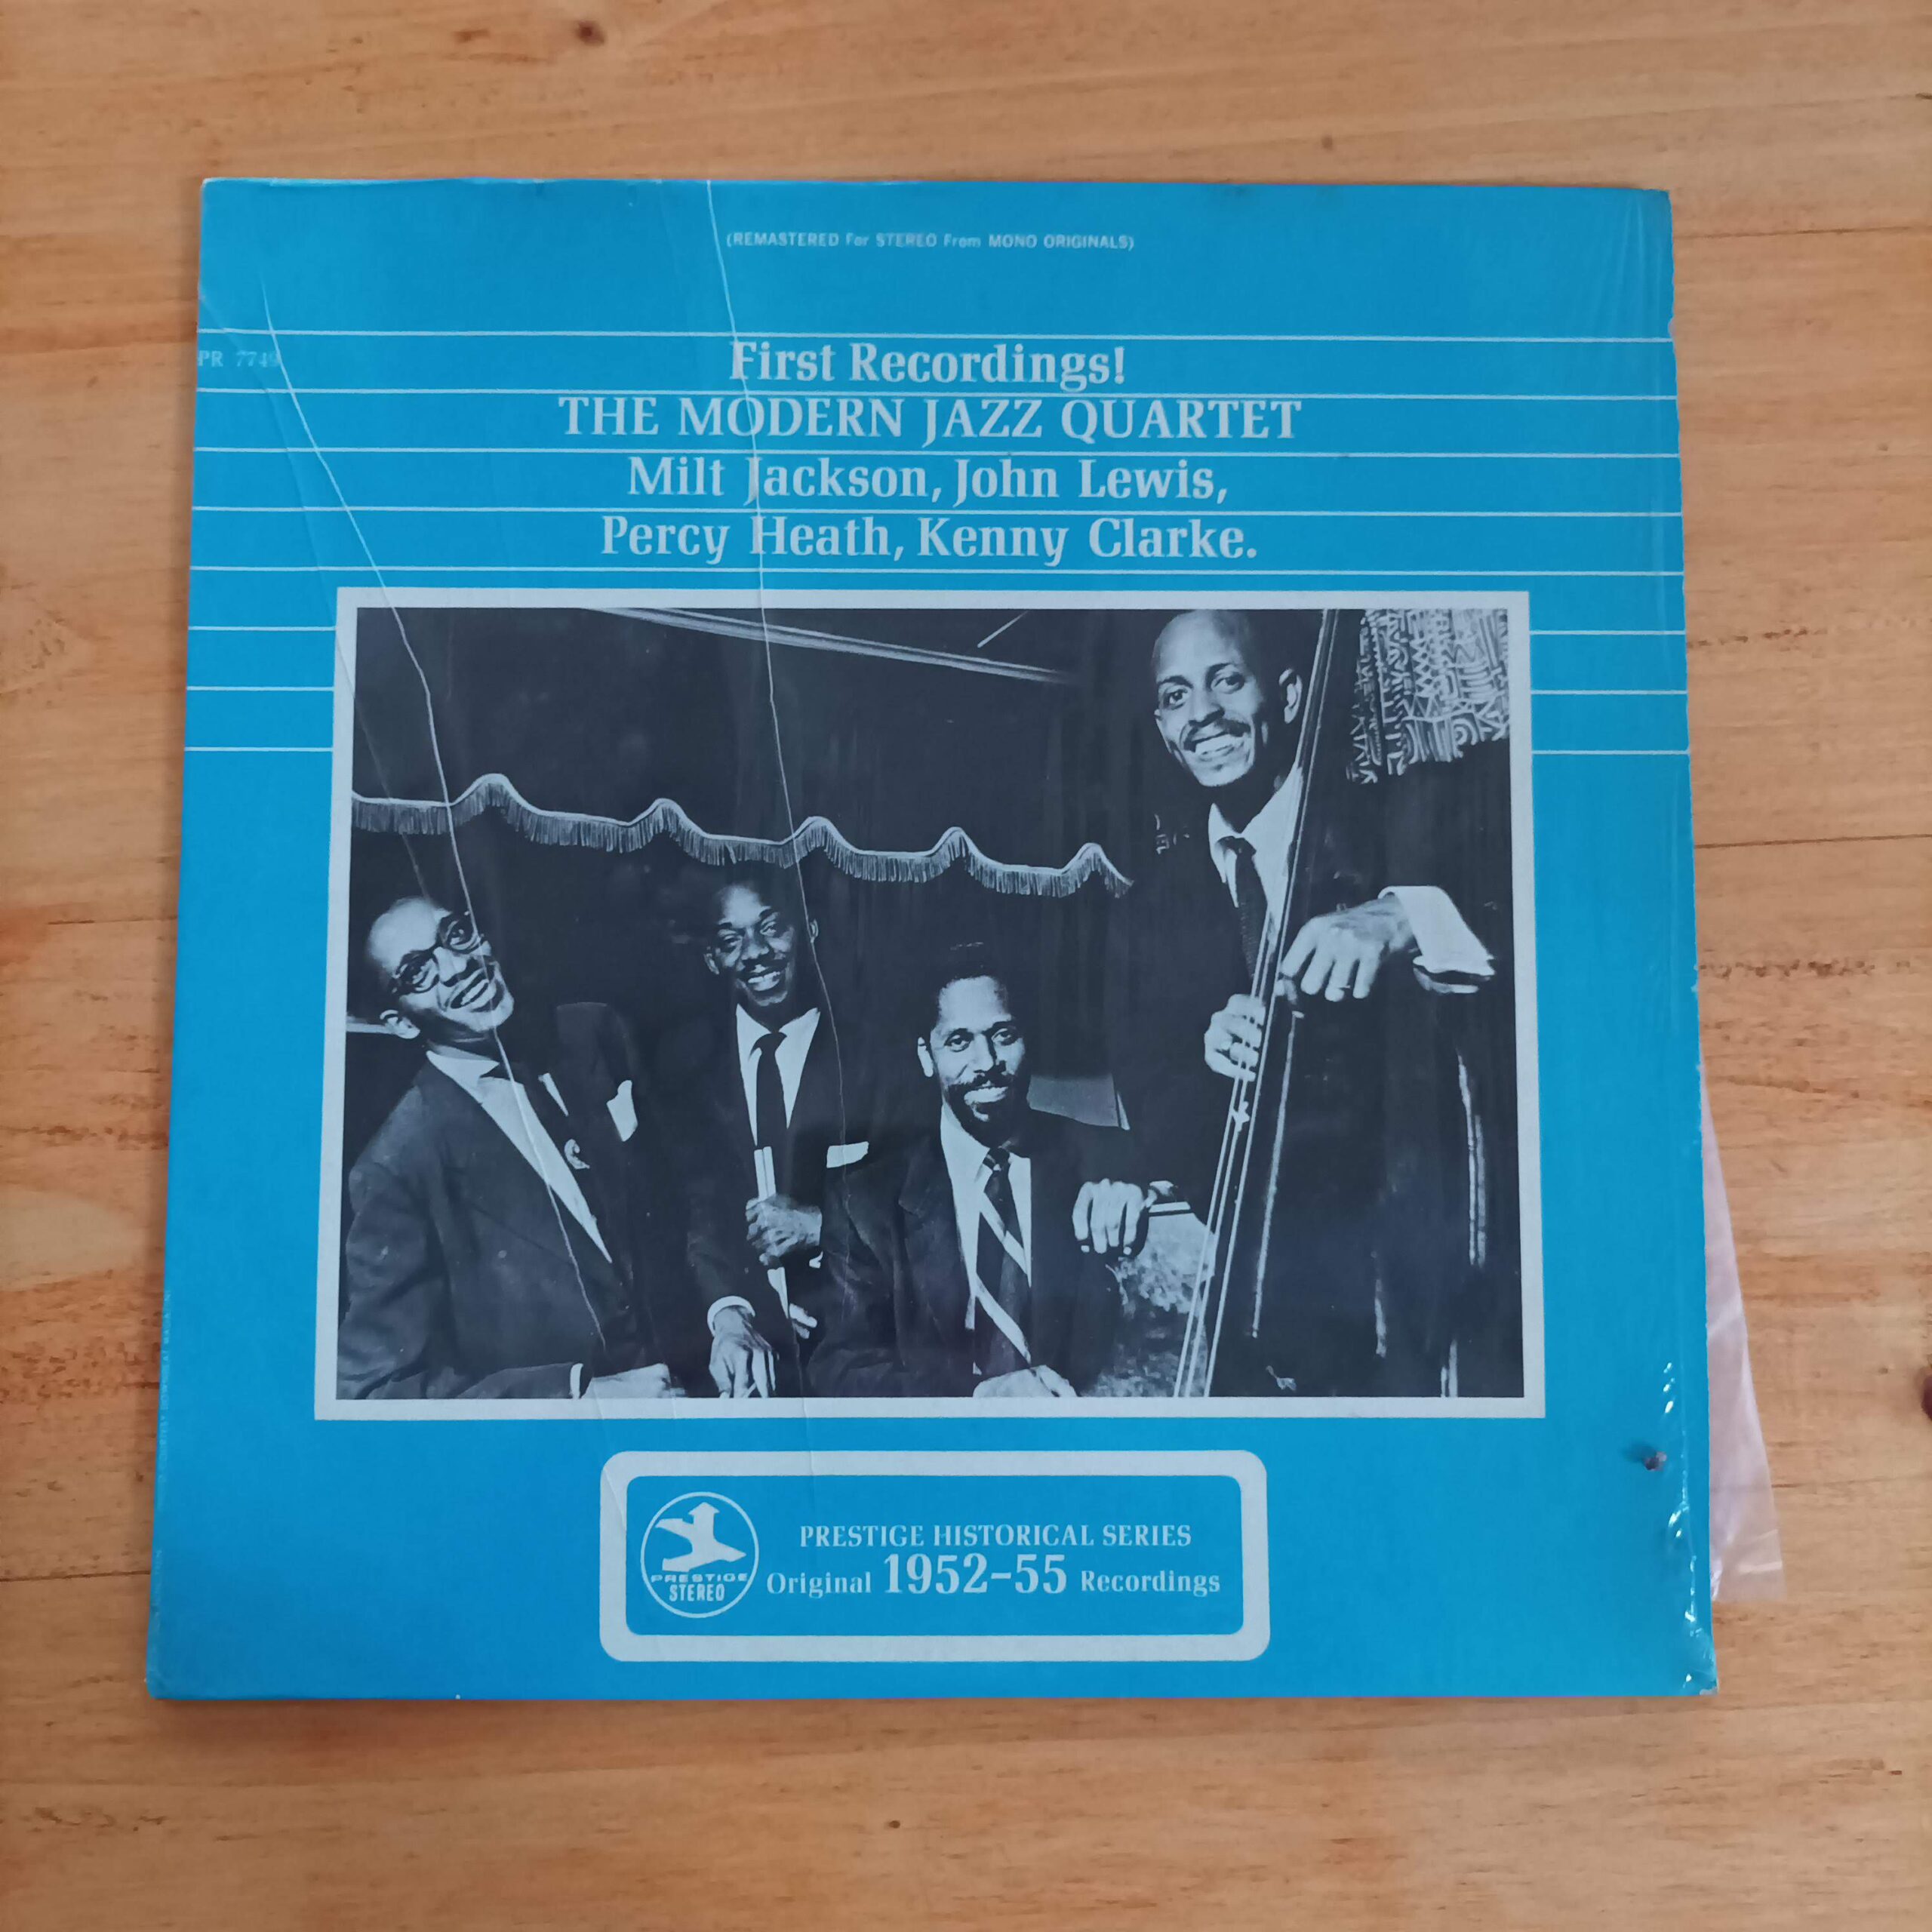 (REMASTERED For STEREO From MONO ORIGINALS)
PR 7749
First Recordings!
THE MODERN JAZZ QUARTET
Milt Jackson, John Lewis,
Percy Heath, Kenny Clarke.
PRESTIGE
STEREO
PRESTIGE HISTORICAL SERIES
Original 1952-55 Recordings